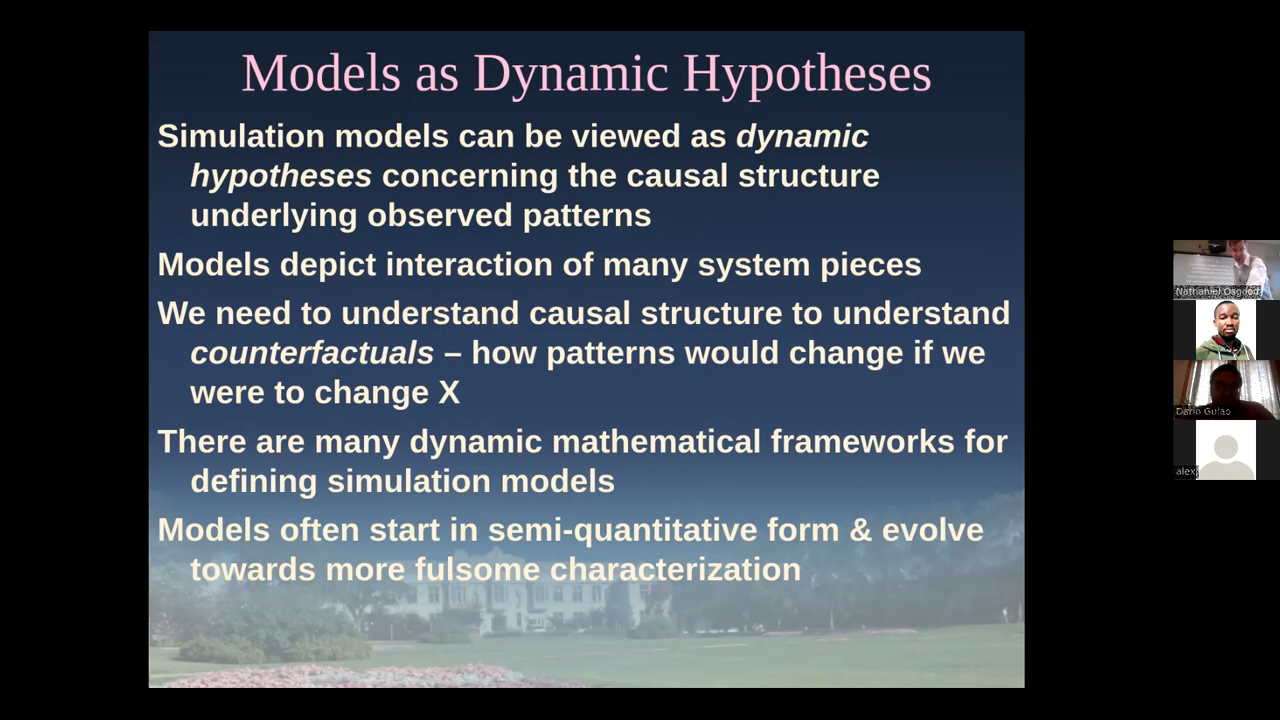 Models as Dynamic Hypotheses
Simulation models can be viewed as dynamic
hypotheses concerning the causal structure
underlying observed patterns
Models depict interaction of many system pieces
We need to understand causal structure to understand
counterfactuals – how patterns would change if we
were to change X
There are many dynamic mathematical frameworks for
defining simulation models
Models often start in semi-quantitative form & evolve
towards more fulsome characterization
Nathaniel Osgood
Dario Gulao
alex